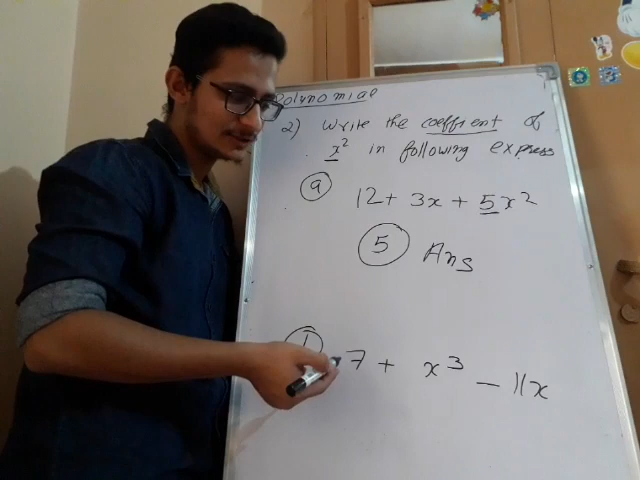 Polynomial
2) Write the coeffient of
x² in following express
a
12 + 3x + 5x²
5 Ans
7 + x³ - 11x